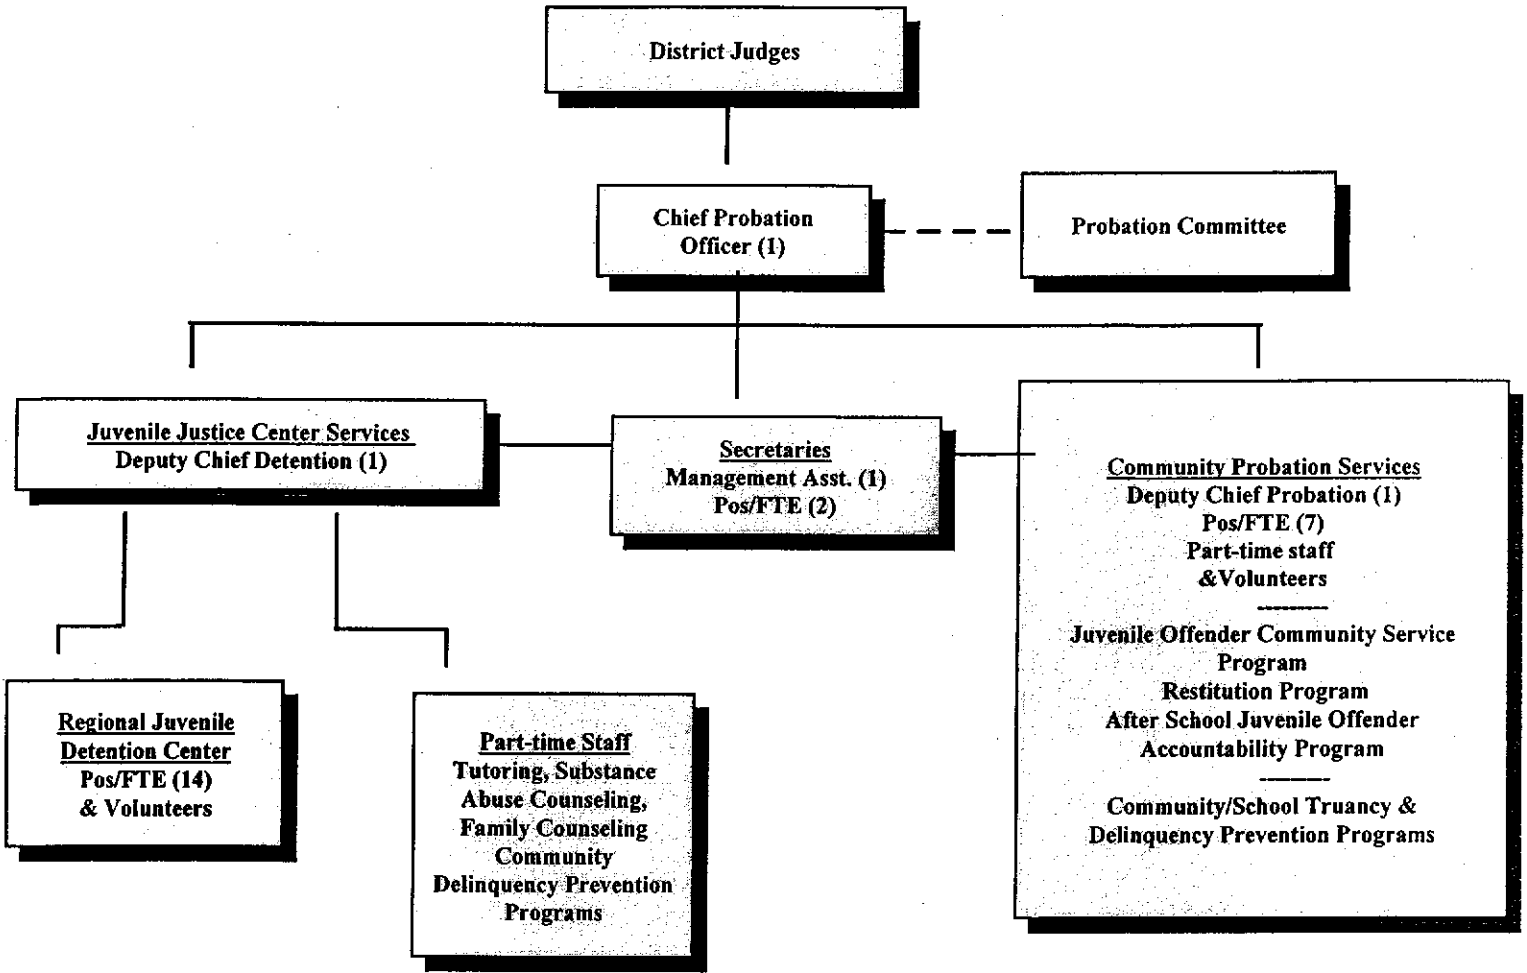 District Judges
Chief Probation
Officer (1)
Probation Committee
Juvenile Justice Center Services
Deputy Chief Detention (1)
Secretaries
Management Asst. (1)
Pos/FTE (2)
Community Probation Services
Deputy Chief Probation (1)
Pos/FTE (7)
Part-time staff
&Volunteers
--------
Juvenile Offender Community Service
Program
Restitution Program
After School Juvenile Offender
Accountability Program
--------
Community/School Truancy &
Delinquency Prevention Programs
Regional Juvenile
Detention Center
Pos/FTE (14)
& Volunteers
Part-time Staff
Tutoring, Substance
Abuse Counseling,
Family Counseling
Community
Delinquency Prevention
Programs